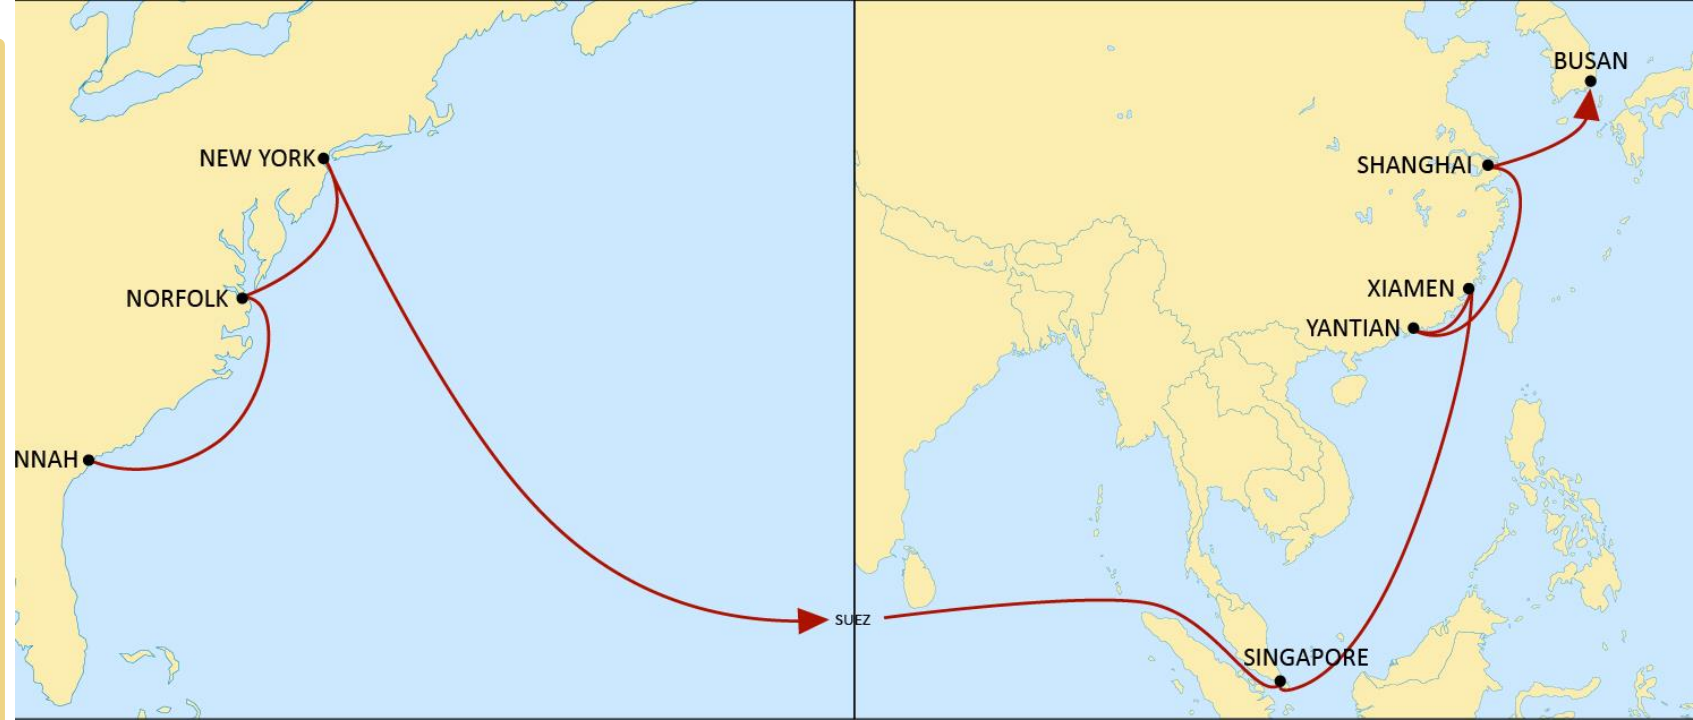 BUSAN
NEW YORK
SHANGHAI
NORFOLK
XIAMEN
YANTIAN
NNAH
SUEZ
SINGAPORE